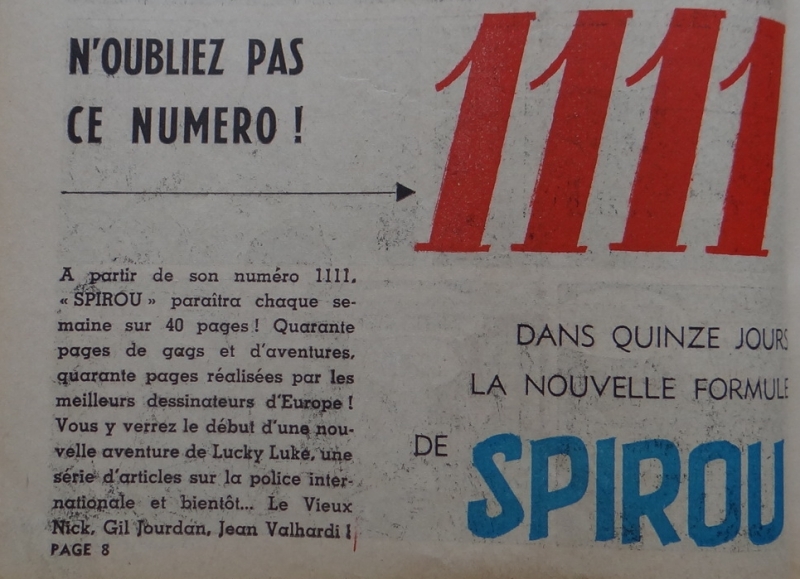 N'OUBLIEZ PAS
CE NUMERO !
1111
A partir de son numéro 1111,
« SPIROU » paraîtra chaque se-
maine sur 40 pages ! Quarante
pages de gags et d'aventures,
quarante pages réalisées par les
meilleurs dessinateurs d'Europe !
Vous y verrez le début d'une nou-
velle aventure de Lucky Luke, une
série d'articles sur la police inter-
nationale et bientôt... Le Vieux
Nick, Gil Jourdan, Jean Valhardi !
PAGE 8
DANS QUINZE JOURS
LA NOUVELLE FORMULE
DE SPIROU